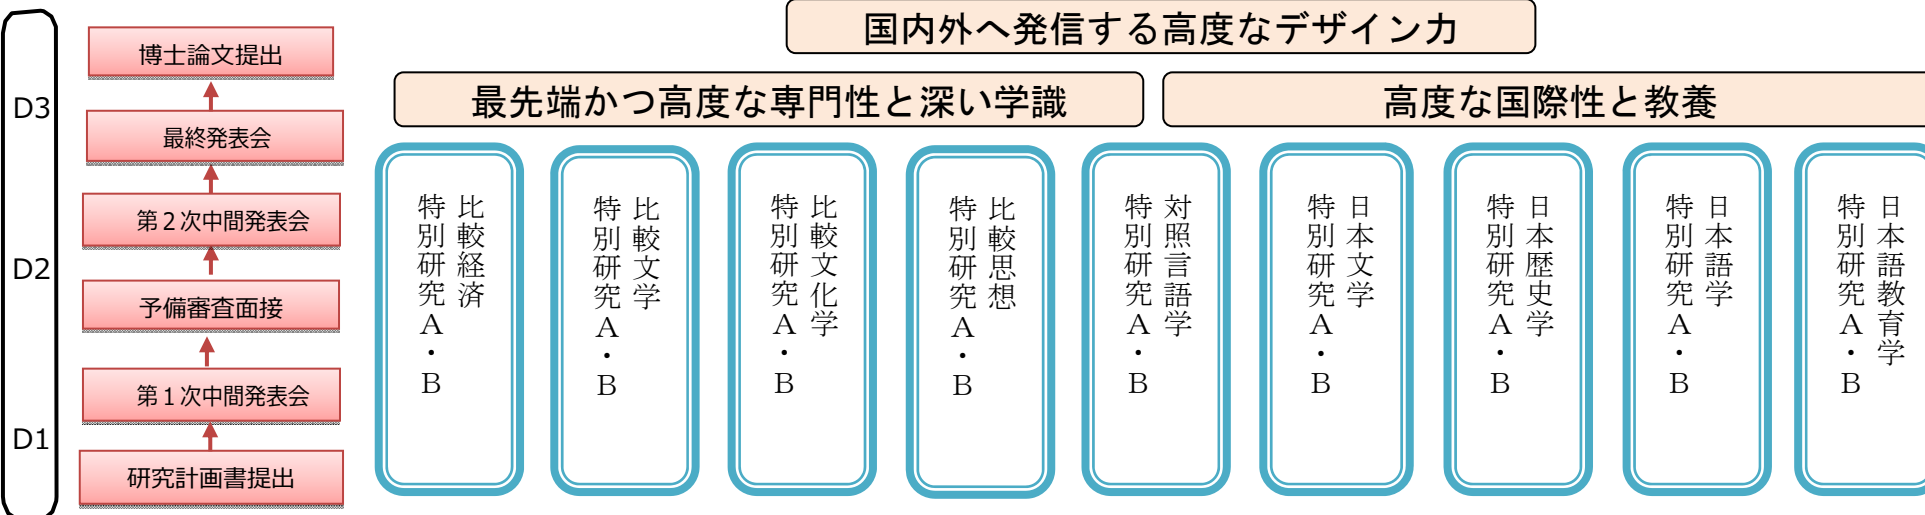 国内外へ発信する高度なデザイン力
最先端かつ高度な専門性と深い学識
高度な国際性と教養
D3
D2
D1
博士論文提出
最終発表会
第２次中間発表会
予備審査面接
第１次中間発表会
研究計画書提出
比較経済
特別研究Ａ・Ｂ
比較文学
特別研究Ａ・Ｂ
比較文化学
特別研究Ａ・Ｂ
比較思想
特別研究Ａ・Ｂ
対照言語学
特別研究Ａ・Ｂ
日本文学
特別研究Ａ・Ｂ
日本歴史学
特別研究Ａ・Ｂ
日本語学
特別研究Ａ・Ｂ
日本語教育学
特別研究Ａ・Ｂ